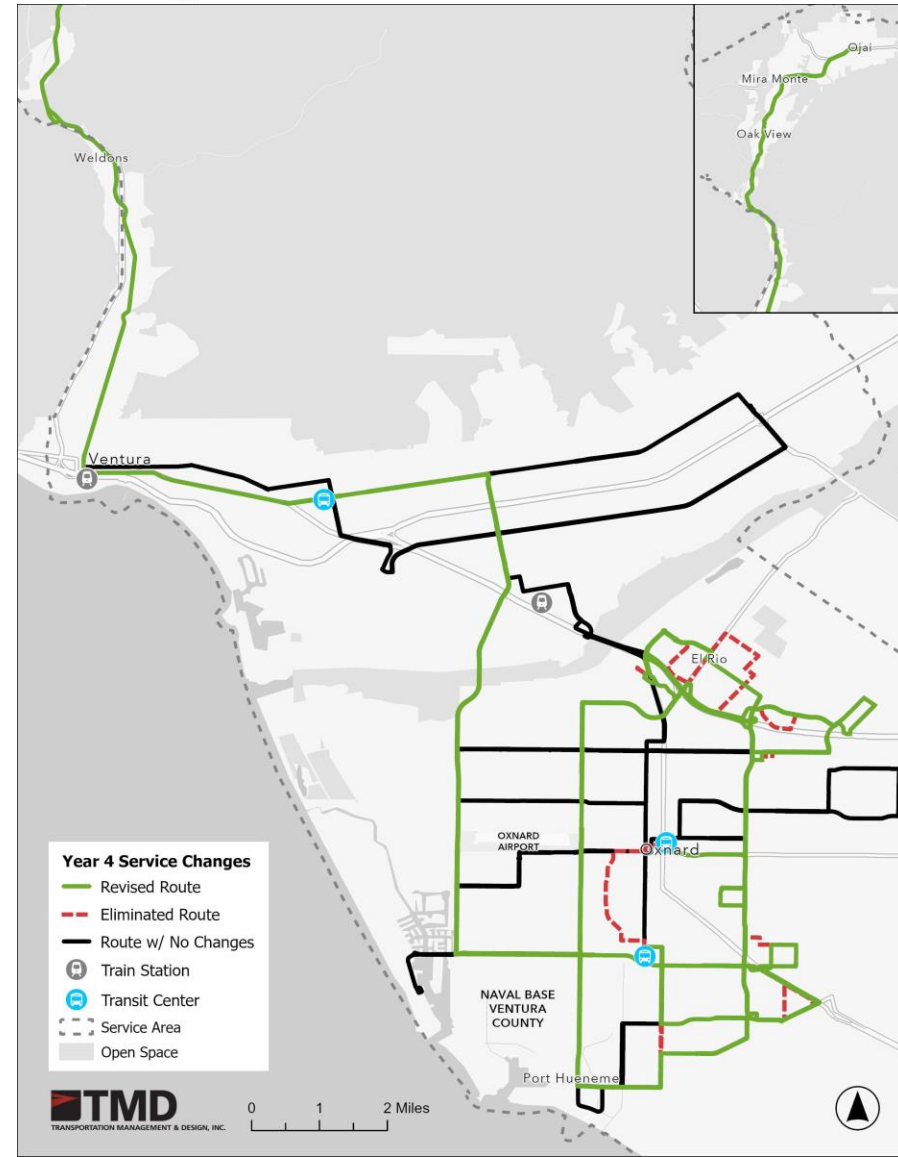 Ojai
Mira Monte
Oak View
Weldons
Ventura
El Rio
OXNARD
AIRPORT
Oxnard
NAVAL BASE
VENTURA
COUNTY
Port Hueneme
Year 4 Service Changes
Revised Route
Eliminated Route
Route w/ No Changes
Train Station
Transit Center
Service Area
Open Space
TMD
TRANSPORTATION MANAGEMENT & DESIGN, INC.
0 1 2 Miles